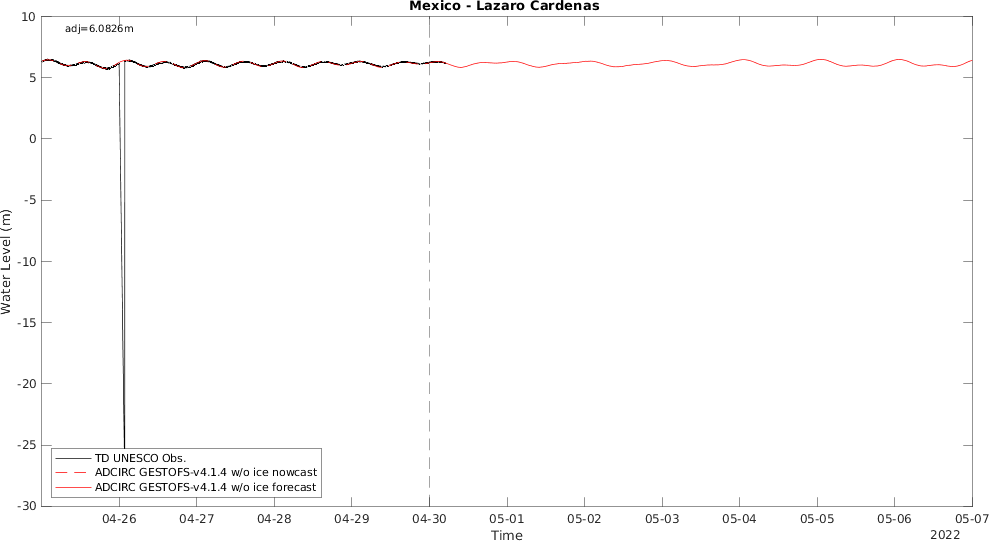 Mexico - Lazaro Cardenas
adj=6.0826m
10
5
0
-5
-10
-15
-20
-25
-30
Water Level (m)
TD UNESCO Obs.
ADCIRC GESTOFS-v4.1.4 w/o ice nowcast
ADCIRC GESTOFS-v4.1.4 w/o ice forecast
04-26 04-27 04-28 04-29 04-30 05-01 05-02 05-03 05-04 05-05 05-06 05-07
Time
2022